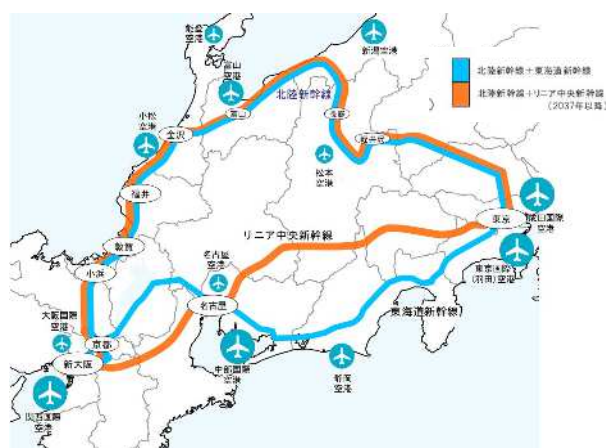 能登
空港
新潟空港
富山
空港
北陸新幹線+東海道新幹線
北陸新幹線+リニア中央新幹線
(2037年以降)
北陸新幹線
小松
空港
金沢
富山
長野
軽井沢
松本
空港
福井
敦賀
小浜
リニア中央新幹線
東京
成田国際
空港
名古屋
空港
東京国際
(羽田)空港
大阪国際
空港
名古屋
東海道新幹線)
京都
新大阪
中部国際
空港
静岡
空港
関西国際
空港